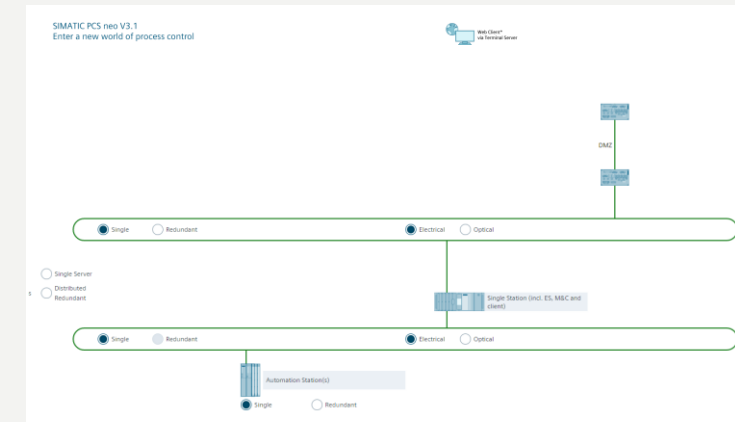 SIMATIC PCS neo V3.1
Enter a new world of process control
Web Client*
via Terminal Server
DMZ
Single
Redundant
Electrical
Optical
Single Server
s
Distributed
Redundant
Single Station (incl. ES, M&C and
client)
Single
Redundant
Electrical
Optical
Automation Station(s)
Single
Redundant